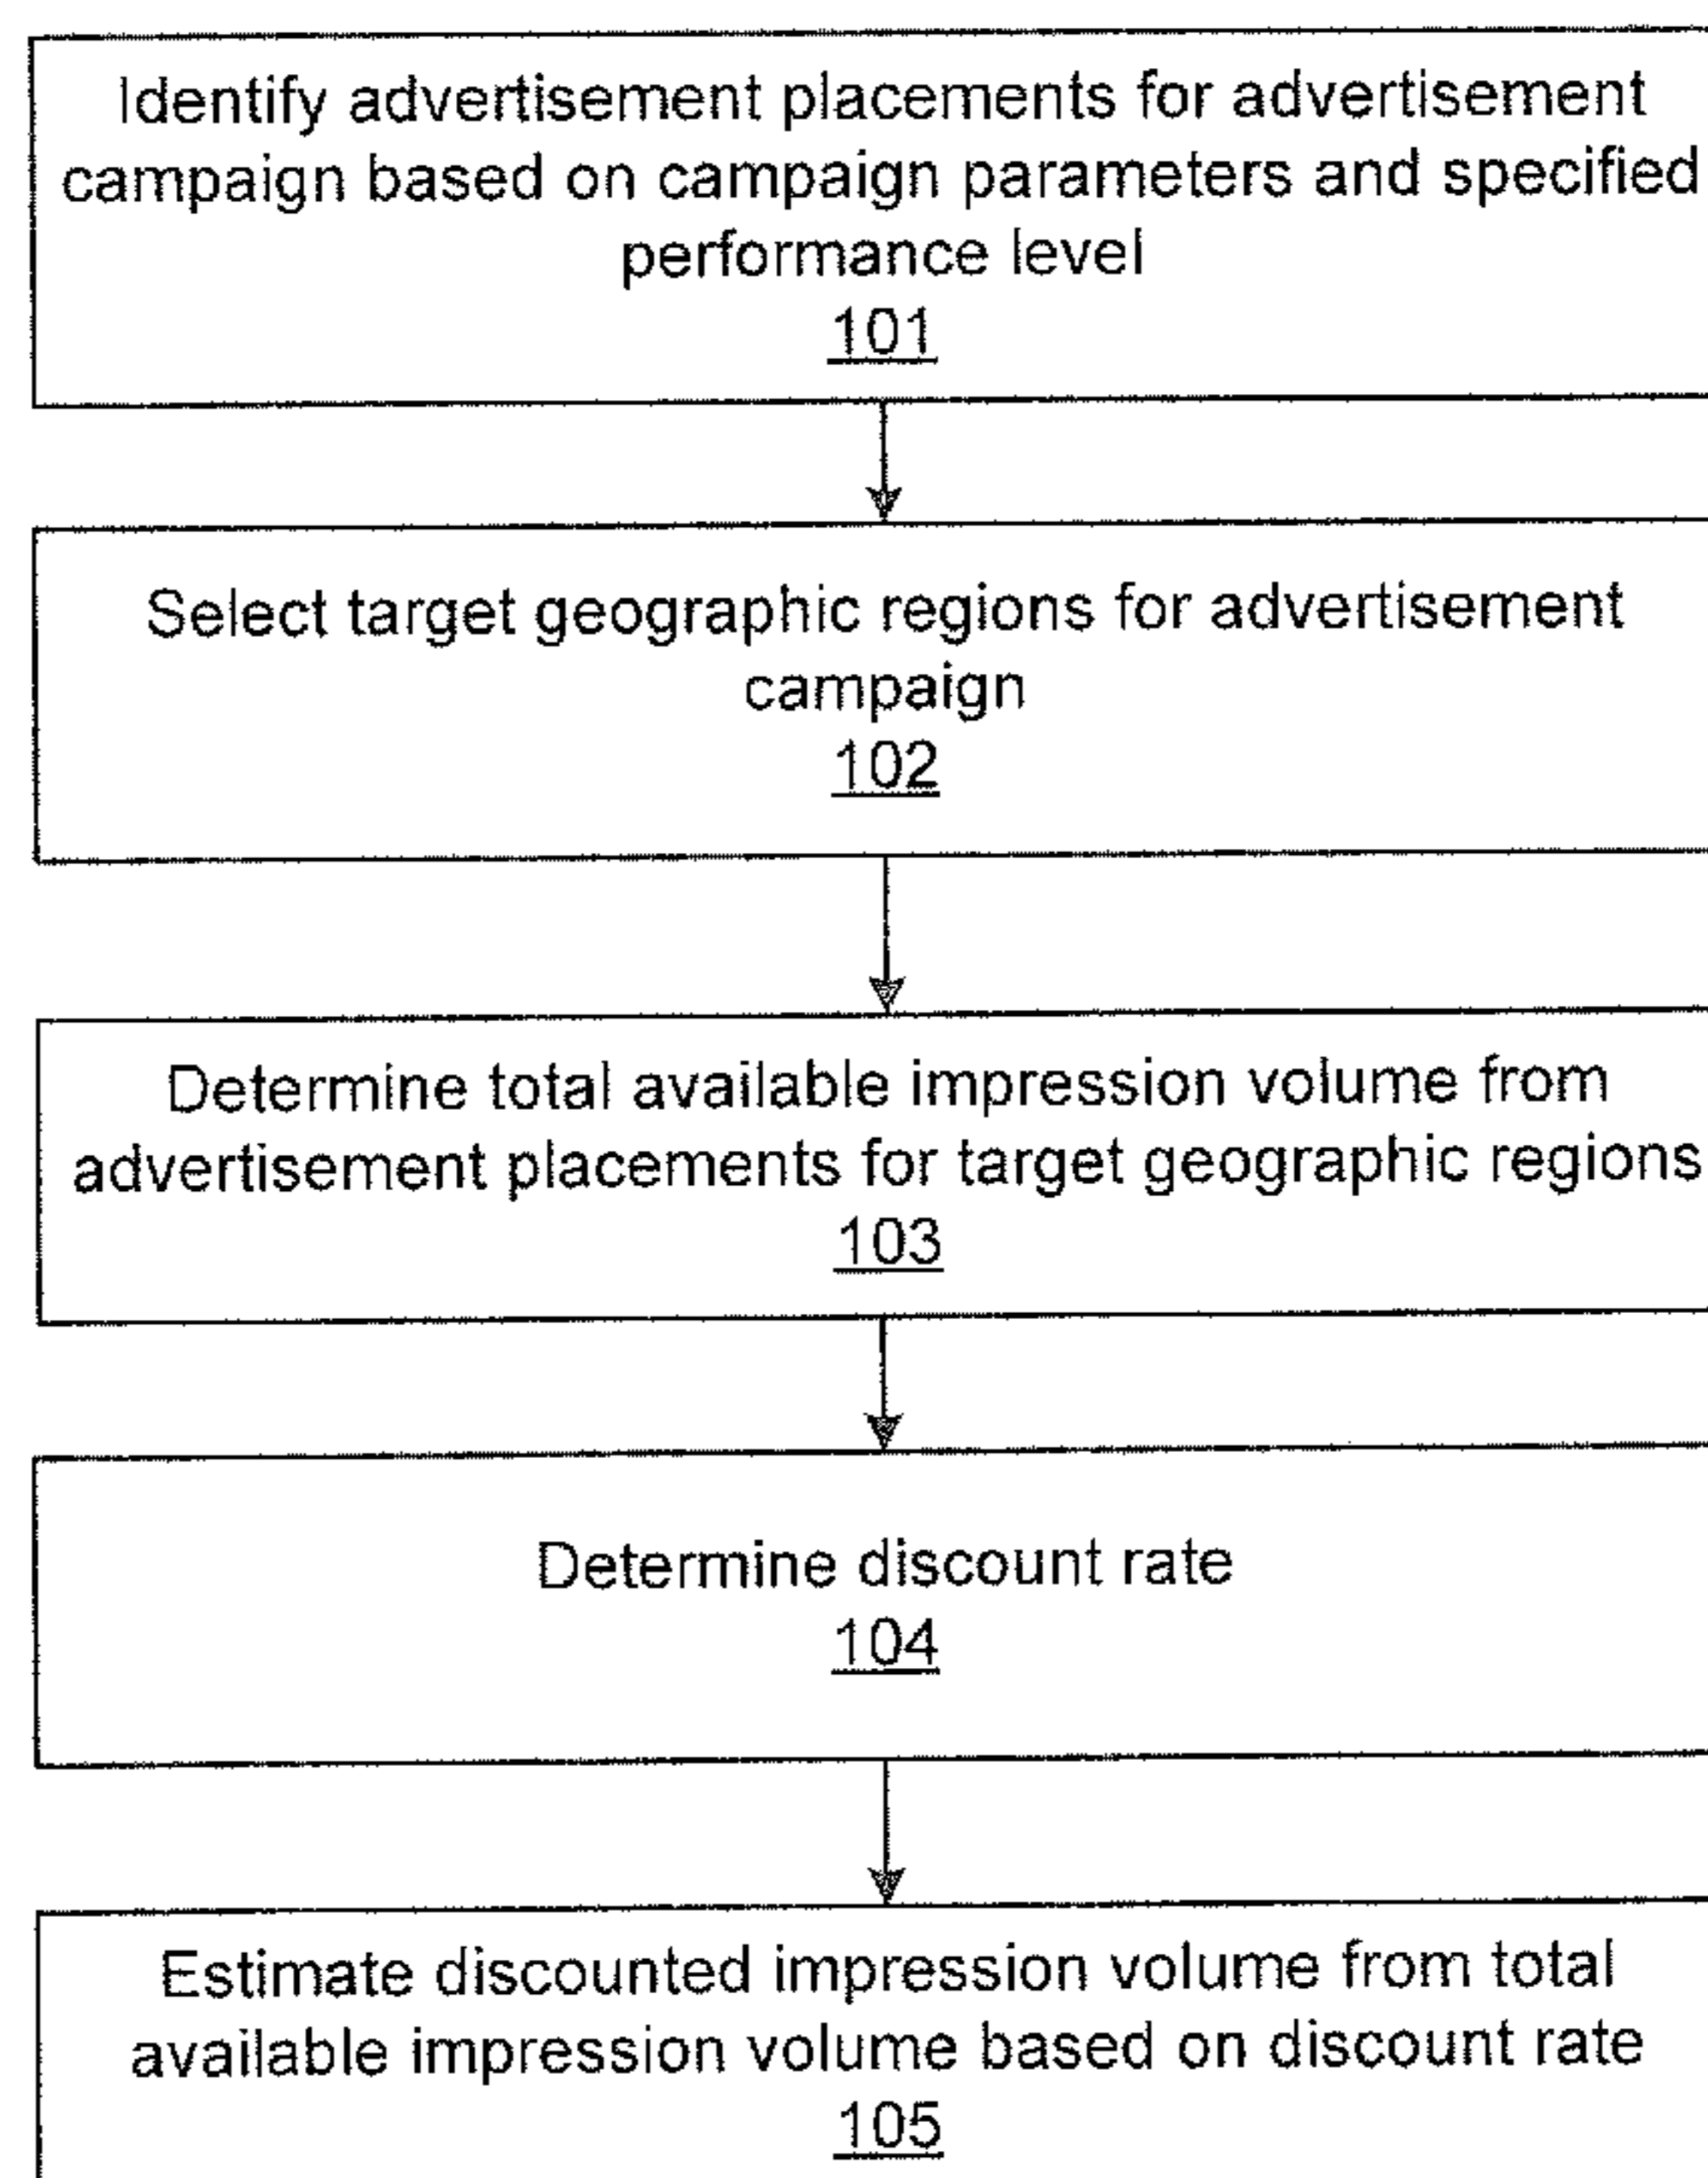 Identify advertisement placements for advertisement
campaign based on campaign parameters and specified
performance level
101
Select target geographic regions for advertisement
campaign
102
Determine total available impression volume from
advertisement placements for target geographic regions
103
Determine discount rate
104
Estimate discounted impression volume from total
available impression volume based on discount rate
105